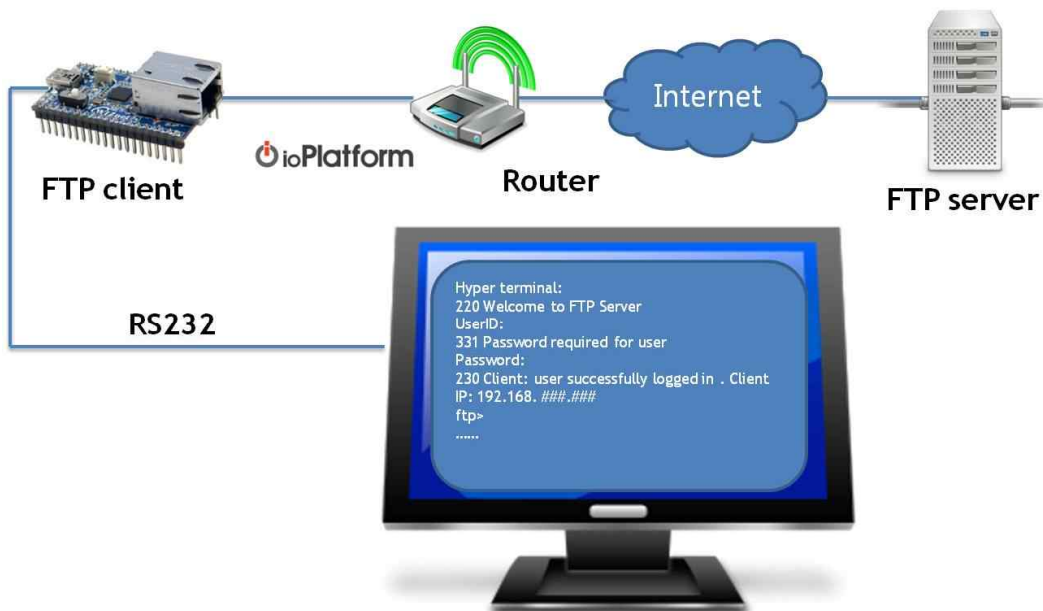 Internet
ioPlatform
FTP client
Router
FTP server
RS232
Hyper terminal:
220 Welcome to FTP Server
UserID:
331 Password required for user
Password:
230 Client: user successfully logged in . Client
IP: 192.168. ###.###
ftp>
......